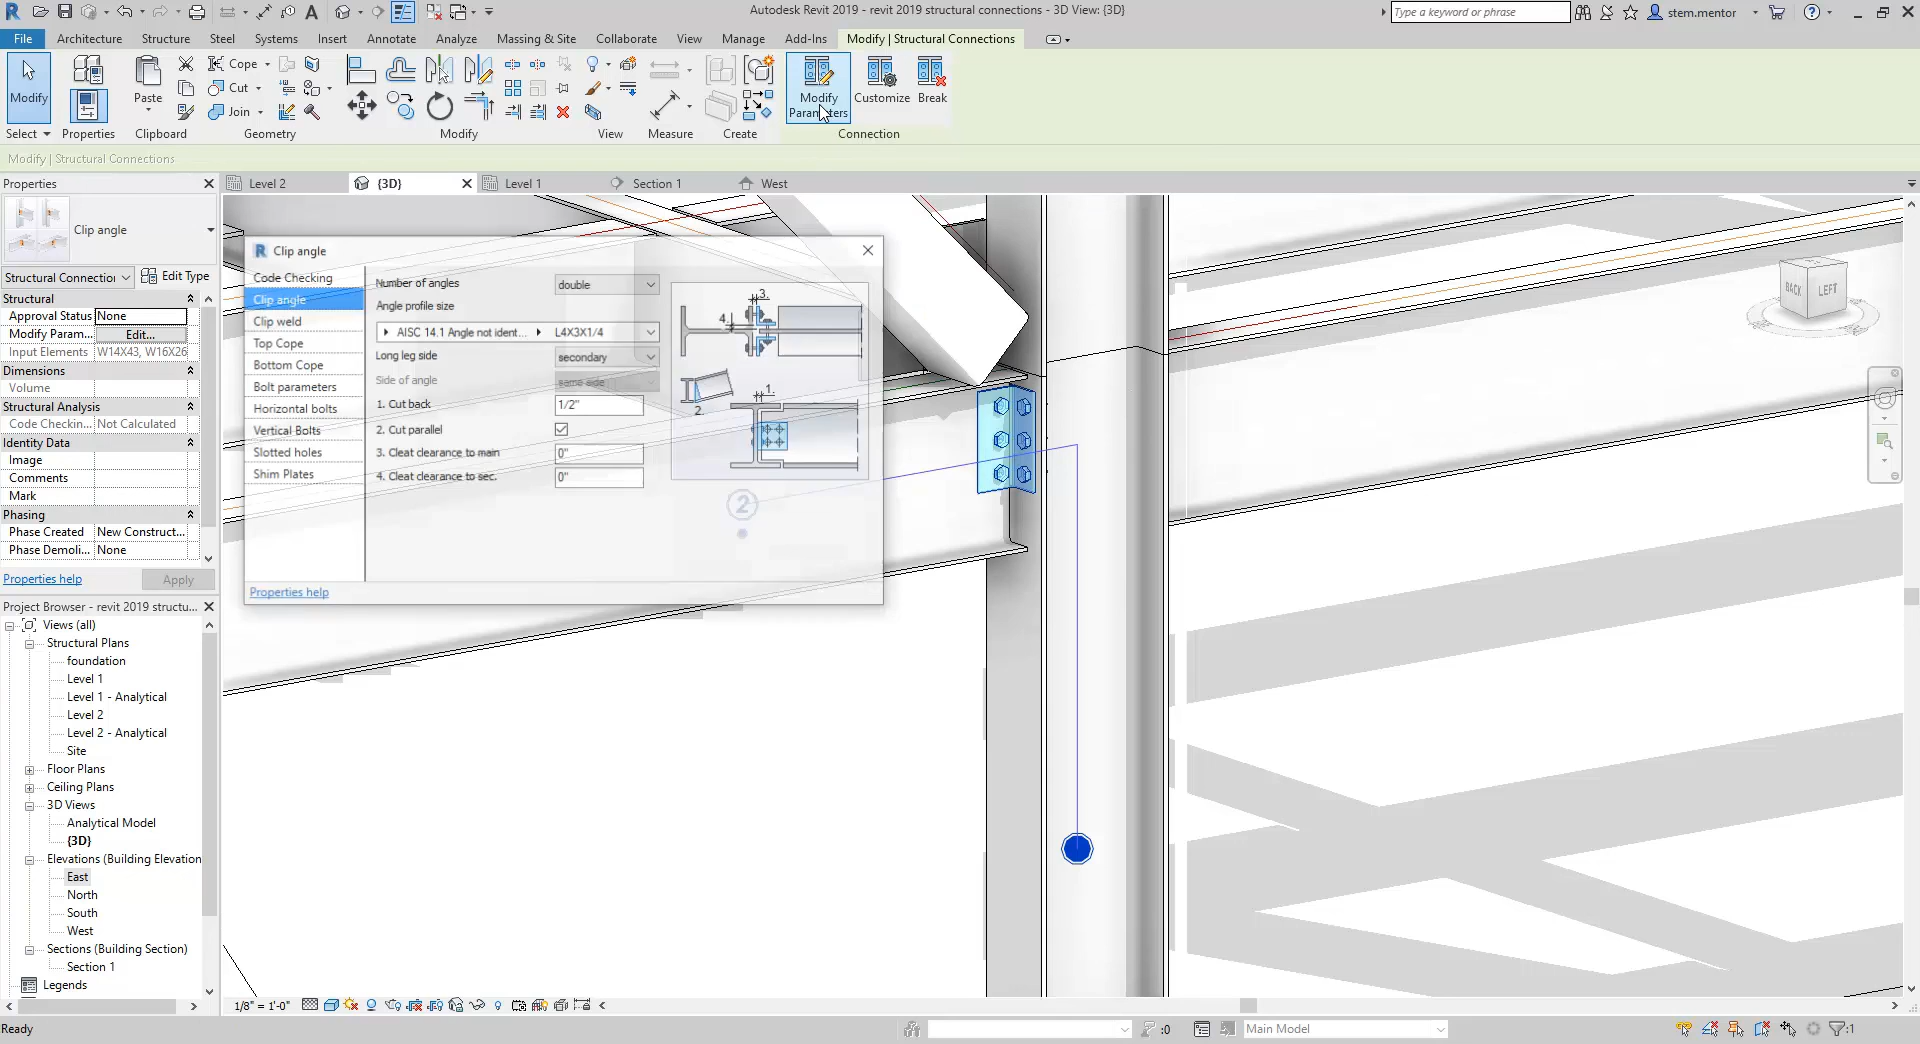 Autodesk Revit 2019 - revit 2019 structural connections - 3D View: {3D}
Type a keyword or phrase
stem.mentor
File
Architecture
Structure
Steel
Systems
Insert
Annotate
Analyze
Massing & Site
Collaborate
View
Manage
Add-Ins
Modify | Structural Connections
Modify
Paste
Cope
Cut
Join
Modify Parameters
Customize
Break
Select
Properties
Clipboard
Geometry
Modify
View
Measure
Create
Connection
Modify | Structural Connections
Properties
Level 2
{3D}
Level 1
Section 1
West
Clip angle
Structural Connection
Edit Type
Structural
Approval Status None
Modify Param... Edit...
Input Elements W14X43, W16X26
Dimensions
Volume
Structural Analysis
Code Checkin... Not Calculated
Identity Data
Image
Comments
Mark
Phasing
Phase Created New Construct...
Phase Demoli... None
Properties help
Apply
Clip angle
Code Checking
Clip angle
Clip weld
Top Cope
Bottom Cope
Bolt parameters
Horizontal bolts
Vertical Bolts
Slotted holes
Shim Plates
Number of angles double
Angle profile size
AISC 14.1 Angle not ident... L4X3X1/4
Long leg side secondary
Side of angle same side
1. Cut back 1/2"
2. Cut parallel
3. Cleat clearance to main 0"
4. Cleat clearance to sec. 0"
3.
4.
1.
2.
2
Properties help
BACK
LEFT
Project Browser - revit 2019 structu...
Views (all)
Structural Plans
foundation
Level 1
Level 1 - Analytical
Level 2
Level 2 - Analytical
Site
Floor Plans
Ceiling Plans
3D Views
Analytical Model
{3D}
Elevations (Building Elevation
East
North
South
West
Sections (Building Section)
Section 1
Legends
1/8" = 1'-0"
Ready
:0
Main Model
:1